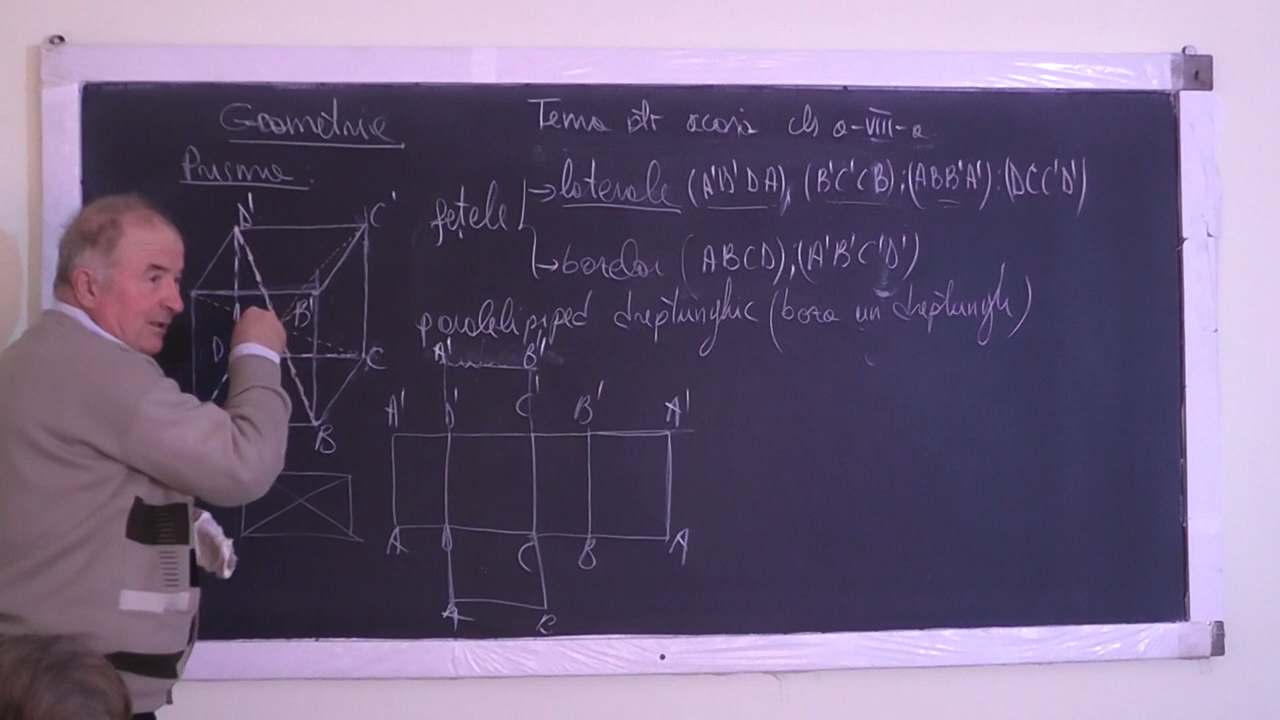 Geometrie
Tema ptr acasă cls a-VIII-a
Prisma
fețele
→laterale (A'D'DA), (B'C'CB); (ABB'A'); (DCC'D')
→bazelor (ABCD); (A'B'C'D')
paralelipiped dreptunghic (baza un dreptunghi)
D' C'
B'
D C
B
A' B'
A' D' C' B' A'
A D C B A
A B